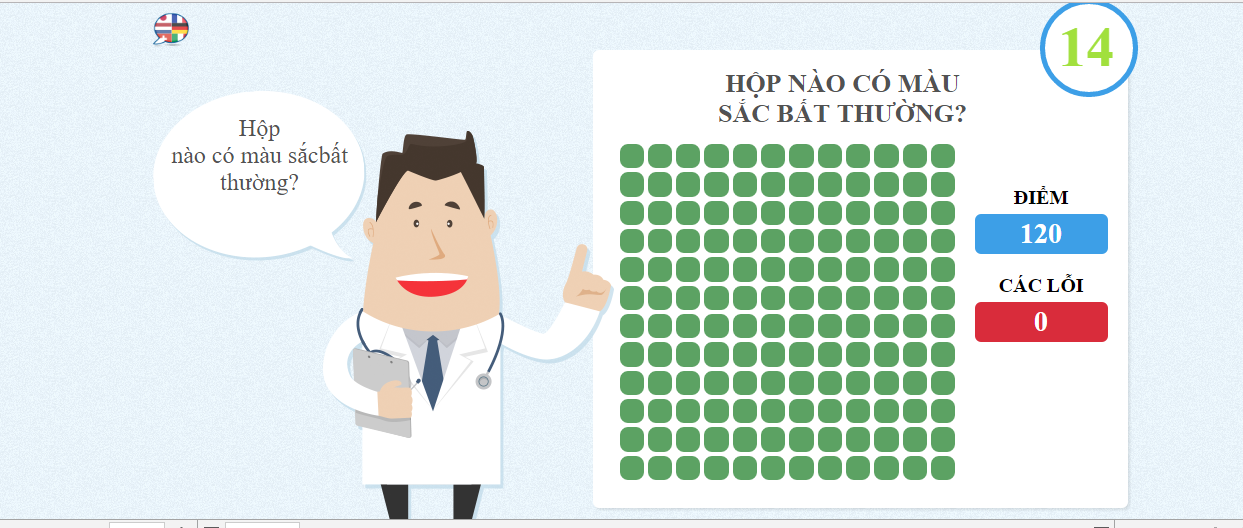 14
HỘP NÀO CÓ MÀU
SẮC BẤT THƯỜNG?
Hộp
nào có màu sắcbất
thường?
ĐIỂM
120
CÁC LỖI
0